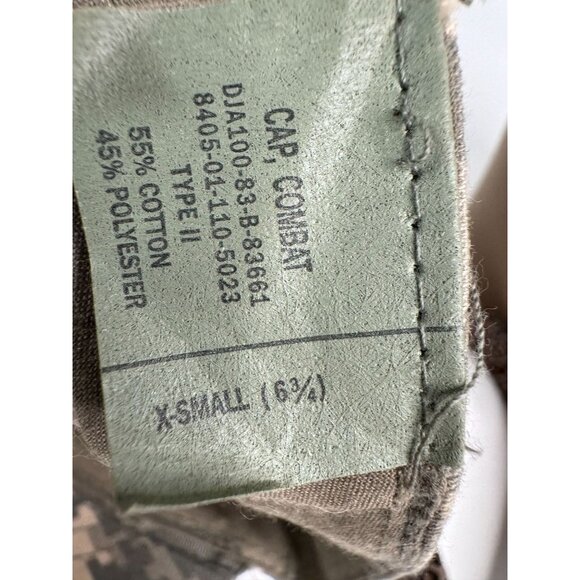 CAP, COMBAT
DJA100-83-B-83661
8405-01-110-5023
TYPE II
55% COTTON
45% POLYESTER
X-SMALL (6¾)